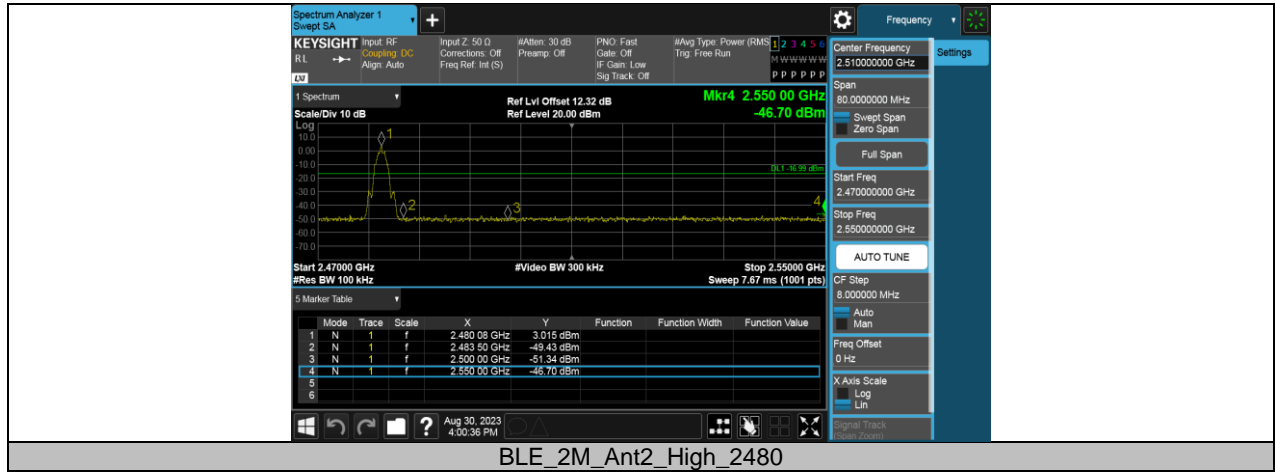 Spectrum Analyzer 1
Swept SA
+
Frequency
KEYSIGHT
RL
LXI
Input: RF
Coupling: DC
Align: Auto
Input Z: 50 Ω
Corrections: Off
Freq Ref: Int (S)
#Atten: 30 dB
Preamp: Off
PNO: Fast
Gate: Off
IF Gain: Low
Sig Track: Off
#Avg Type: Power (RMS
Trig: Free Run
1 2 3 4 5 6
M W W W W W
P P P P P P
1 Spectrum
Scale/Div 10 dB
Ref Lvl Offset 12.32 dB
Ref Level 20.00 dBm
Mkr4 2.550 00 GHz
-46.70 dBm
Log
10.0
0.00
-10.0
-20.0
-30.0
-40.0
-50.0
-60.0
-70.0
1
2
3
4
DL1 -16.99 dBm
Start 2.47000 GHz
#Res BW 100 kHz
#Video BW 300 kHz
Stop 2.55000 GHz
Sweep 7.67 ms (1001 pts)
5 Marker Table
Mode Trace Scale X Y Function Function Width Function Value
1 N 1 f 2.480 08 GHz 3.015 dBm
2 N 1 f 2.483 50 GHz -49.43 dBm
3 N 1 f 2.500 00 GHz -51.34 dBm
4 N 1 f 2.550 00 GHz -46.70 dBm
5
6
?
Aug 30, 2023
4:00:36 PM
Center Frequency
2.510000000 GHz
Settings
Span
80.0000000 MHz
Swept Span
Zero Span
Full Span
Start Freq
2.470000000 GHz
Stop Freq
2.550000000 GHz
AUTO TUNE
CF Step
8.000000 MHz
Auto
Man
Freq Offset
0 Hz
X Axis Scale
Log
Lin
Signal Track
(Span Zoom)
BLE_2M_Ant2_High_2480